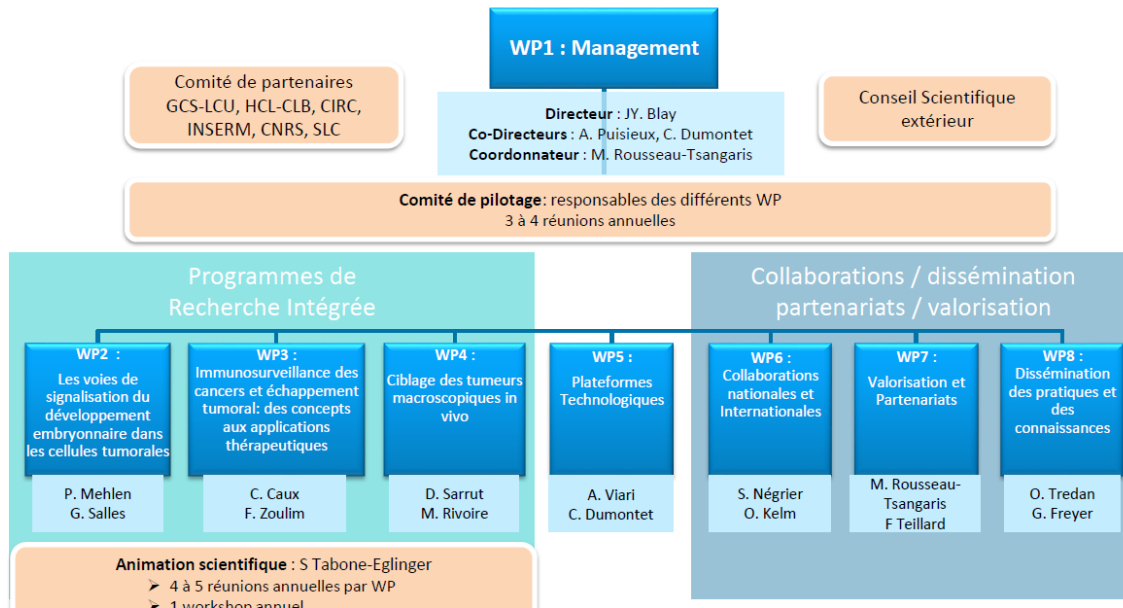 WP1 : Management
Comité de partenaires
GCS-LCU, HCL-CLB, CIRC,
INSERM, CNRS, SLC
Directeur : JY. Blay
Co-Directeurs : A. Puisieux, C. Dumontet
Coordonnateur : M. Rousseau-Tsangaris
Conseil Scientifique
extérieur
Comité de pilotage: responsables des différents WP
3 à 4 réunions annuelles
Programmes de
Recherche Intégrée
Collaborations / dissémination
partenariats / valorisation
WP2 :
Les voies de
signalisation du
développement
embryonnaire dans
les cellules tumorales
P. Mehlen
G. Salles
WP3 :
Immunosurveillance des
cancers et échappement
tumoral: des concepts
aux applications
thérapeutiques
C. Caux
F. Zoulim
WP4 :
Ciblage des tumeurs
macroscopiques in
vivo
D. Sarrut
M. Rivoire
WP5 :
Plateformes
Technologiques
A. Viari
C. Dumontet
WP6 :
Collaborations
nationales et
Internationales
S. Négrier
O. Kelm
WP7 :
Valorisation et
Partenariats
M. Rousseau-
Tsangaris
F Teillard
WP8 :
Dissémination
des pratiques et
des
connaissances
O. Tredan
G. Freyer
Animation scientifique : S Tabone-Eglinger
➢ 4 à 5 réunions annuelles par WP
➢ 1 workshop annuel